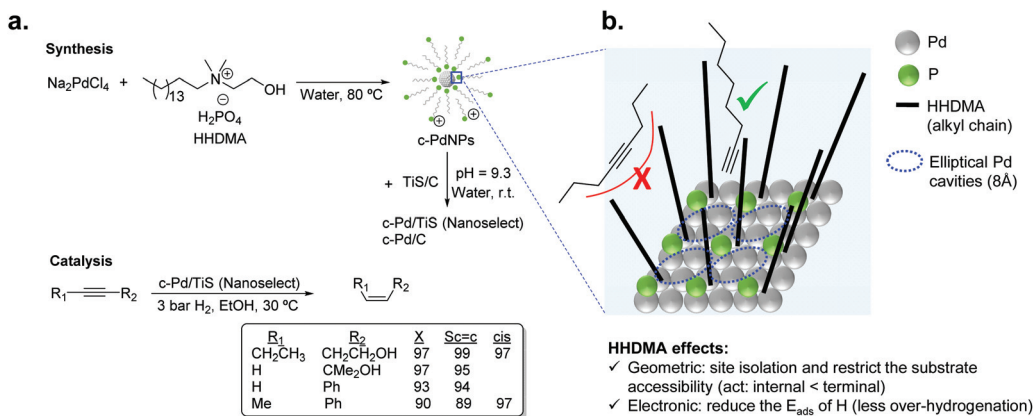 a.
Synthesis
Na₂PdCl₄ +
13
N
⊕
OH
⊖
H₂PO₄
HHDMA
Water, 80 ºC
⊕
⊕
c-PdNPs
+ TiS/C
pH = 9.3
Water, r.t.
c-Pd/TiS (Nanoselect)
c-Pd/C
Catalysis
R₁
R₂
c-Pd/TiS (Nanoselect)
3 bar H₂, EtOH, 30 ºC
R₁
R₂
R₁ R₂ X Sc=c cis
CH₂CH₃ CH₂CH₂OH 97 99 97
H CMe₂OH 97 95
H Ph 93 94
Me Ph 90 89 97
b.
X
✓
Pd
P
HHDMA
(alkyl chain)
Elliptical Pd
cavities (8Å)
HHDMA effects:
✓ Geometric: site isolation and restrict the substrate
accessibility (act: internal < terminal)
✓ Electronic: reduce the E_ads of H (less over-hydrogenation)